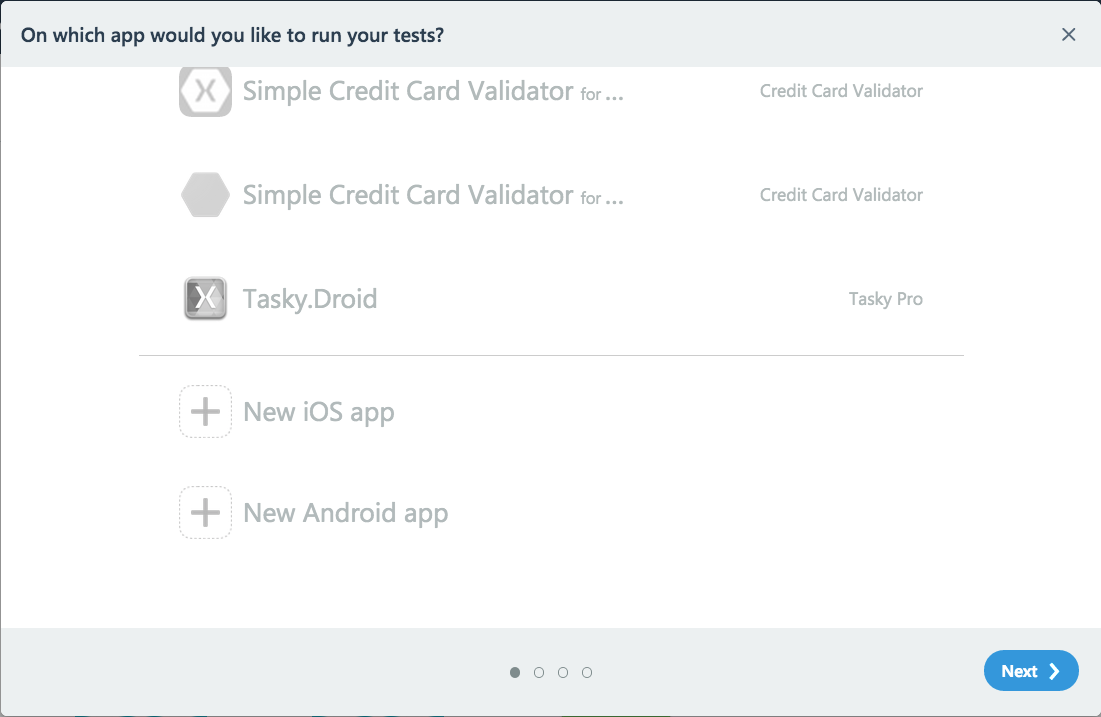 On which app would you like to run your tests?
Simple Credit Card Validator for ... Credit Card Validator
Simple Credit Card Validator for ... Credit Card Validator
Tasky.Droid Tasky Pro
New iOS app
New Android app
Next